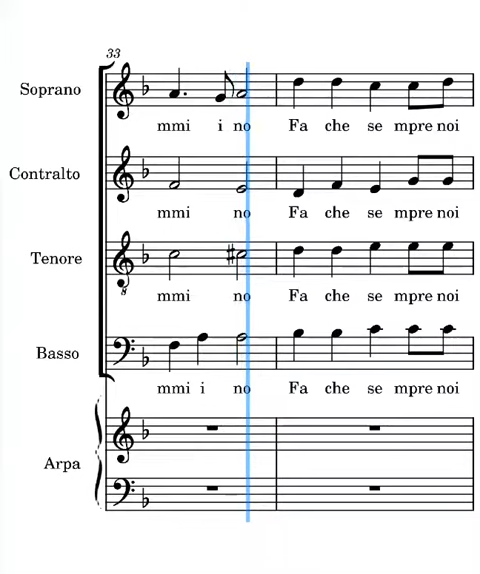 33
Soprano
mmi i no Fa che se mpre noi
Contralto
mmi no Fa che se mpre noi
Tenore
8
mmi no Fa che se mpre noi
Basso
mmi i no Fa che se mpre noi
Arpa